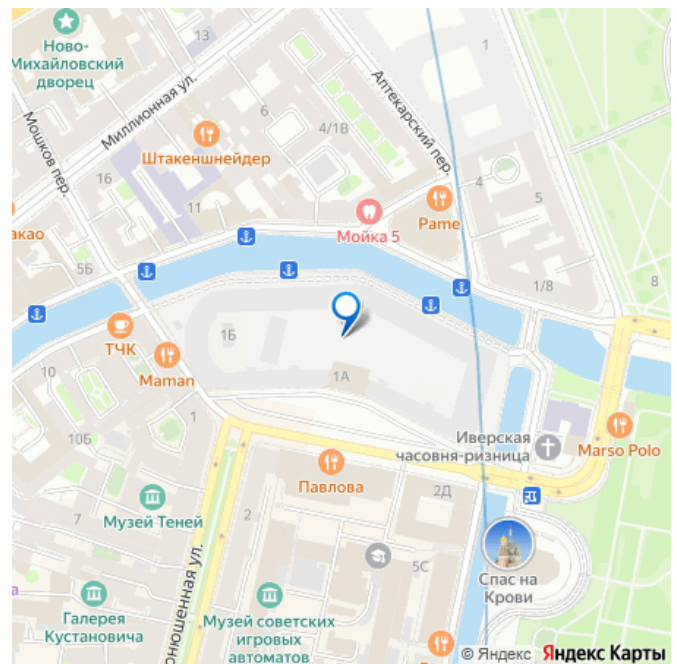 Ново-
Михайловский
дворец
13
1
Миллионная ул.
Аптекарский пер.
6
4/1В
Мошков пер.
Штакеншнейдер
16
11
4
5
Мойка 5
Pame
акао
5Б
8
1/8
1Б
ТЧК
Maman
1А
10
1
10Б
Иверская
часовня-ризница
Marso Polo
Павлова
2Д
Музей Теней
2
7
5С
Спас на
Крови
а
Галерея
Кустановича
онюшенная ул.
Музей советских
игровых
автоматов
© Яндекс Яндекс Карты